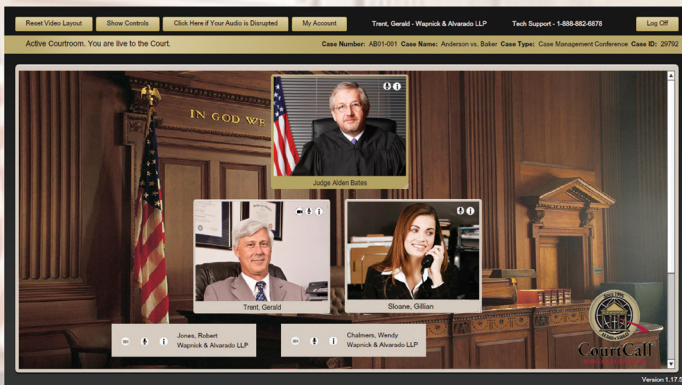 Reset Video Layout
Show Controls
Click Here if Your Audio is Disrupted
My Account
Trent, Gerald - Wapnick & Alvarado LLP
Tech Support - 1-888-882-6878
Log Off
Active Courtroom. You are live to the Court.
Case Number: AB01-001 Case Name: Anderson vs. Baker Case Type: Case Management Conference Case ID: 29792
IN GOD WE
Judge Alden Bates
Trent, Gerald
Sloane, Gillian
Jones, Robert
Wapnick & Alvarado LLP
Chalmers, Wendy
Wapnick & Alvarado LLP
CourtCall
Version 1.17.5